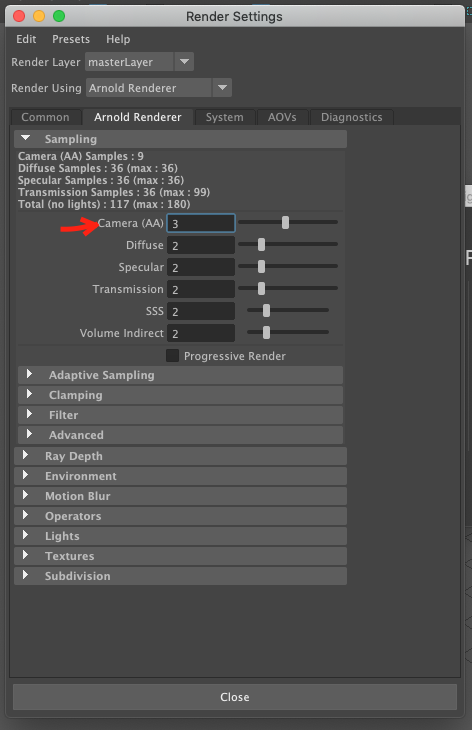 Render Settings
Edit Presets Help
Render Layer masterLayer
Render Using Arnold Renderer
Common Arnold Renderer System AOVs Diagnostics
Sampling
Camera (AA) Samples : 9
Diffuse Samples : 36 (max : 36)
Specular Samples : 36 (max : 36)
Transmission Samples : 36 (max : 99)
Total (no lights) : 117 (max : 180)
Camera (AA) 3
Diffuse 2
Specular 2
Transmission 2
SSS 2
Volume Indirect 2
Progressive Render
Adaptive Sampling
Clamping
Filter
Advanced
Ray Depth
Environment
Motion Blur
Operators
Lights
Textures
Subdivision
Close